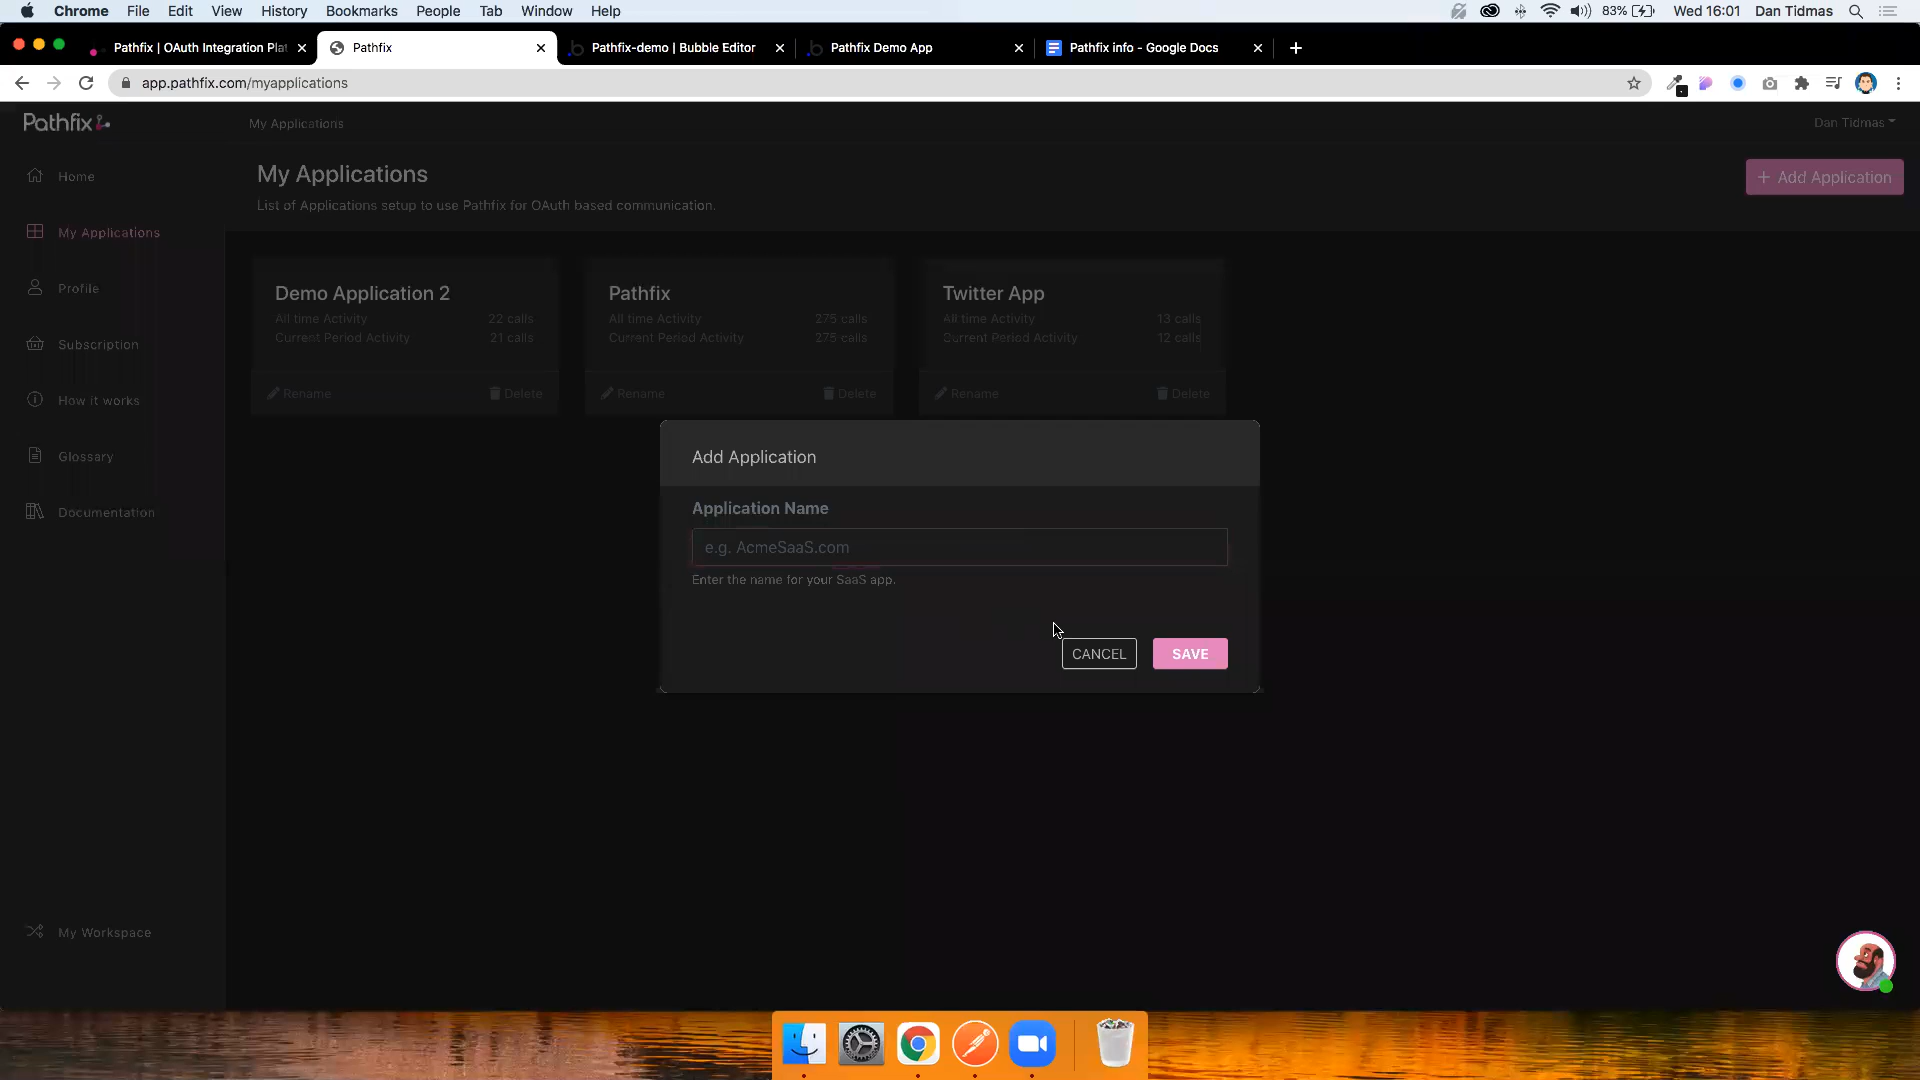 Chrome File Edit View History Bookmarks People Tab Window Help 83% Wed 16:01 Dan Tidmas
Pathfix | OAuth Integration Plat Pathfix Pathfix-demo | Bubble Editor Pathfix Demo App Pathfix info - Google Docs
app.pathfix.com/myapplications
Pathfix My Applications Dan Tidmas
Home
My Applications
Profile
Subscription
How it works
Glossary
Documentation
My Workspace
My Applications
List of Applications setup to use Pathfix for OAuth based communication.
+ Add Application
Demo Application 2
All time Activity 22 calls
Current Period Activity 21 calls
Rename Delete
Pathfix
All time Activity 275 calls
Current Period Activity 275 calls
Rename Delete
Twitter App
All time Activity 13 calls
Current Period Activity 12 calls
Rename Delete
Add Application
Application Name
e.g. AcmeSaaS.com
Enter the name for your SaaS app.
CANCEL SAVE